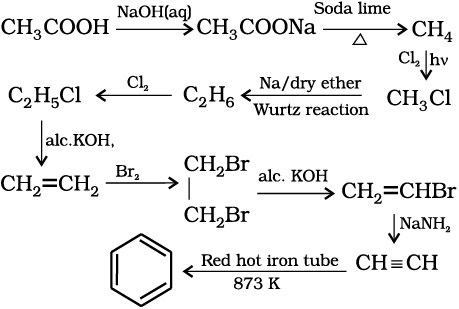 CH₃COOH NaOH(aq) CH₃COONa Soda lime △ CH₄
Cl₂ hν
C₂H₅Cl Cl₂ C₂H₆ Na/dry ether Wurtz reaction CH₃Cl
alc.KOH,
CH₂=CH₂ Br₂ CH₂Br CH₂Br alc. KOH CH₂=CHBr
NaNH₂
Red hot iron tube 873 K CH≡CH